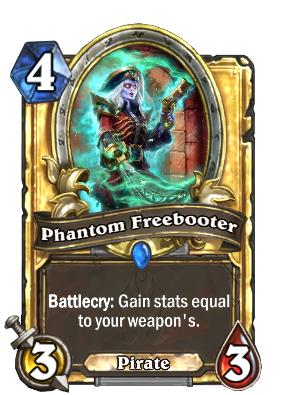 4
Phantom Freebooter
Battlecry: Gain stats equal
to your weapon's.
3
Pirate
3